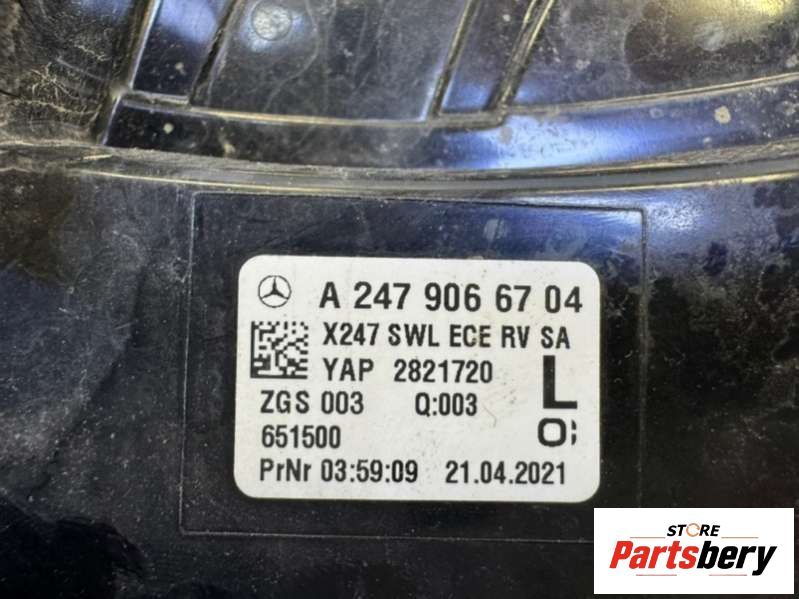 A 247 906 67 04
X247 SWL ECE RV SA
YAP 2821720
L
ZGS 003 Q:003
651500
PrNr 03:59:09 21.04.2021
STORE
Partsbery